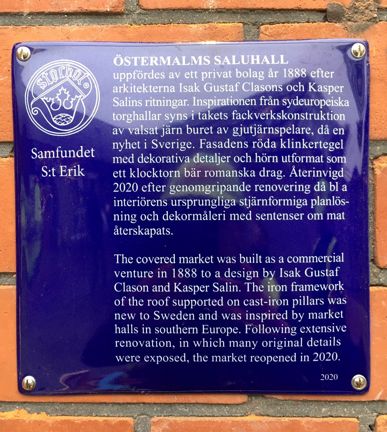 ÖSTERMALMS SALUHALL
uppfördes av ett privat bolag år 1888 efter
arkitekterna Isak Gustaf Clasons och Kasper
Salins ritningar. Inspirationen från sydeuropeiska
torghallar syns i takets fackverkskonstruktion
av valsat järn buret av gjutjärnspelare, då en
nyhet i Sverige. Fasadens röda klinkertegel
med dekorativa detaljer och hörn utformat som
ett klocktorn bär romanska drag. Återinvigd
2020 efter genomgripande renovering då bl a
interiörens ursprungliga stjärnformiga planlös-
ning och dekormåleri med sentenser om mat
återskapats.
The covered market was built as a commercial
venture in 1888 to a design by Isak Gustaf
Clason and Kasper Salin. The iron framework
of the roof supported on cast-iron pillars was
new to Sweden and was inspired by market
halls in southern Europe. Following extensive
renovation, in which many original details
were exposed, the market reopened in 2020.
2020
Samfundet
S:t Erik